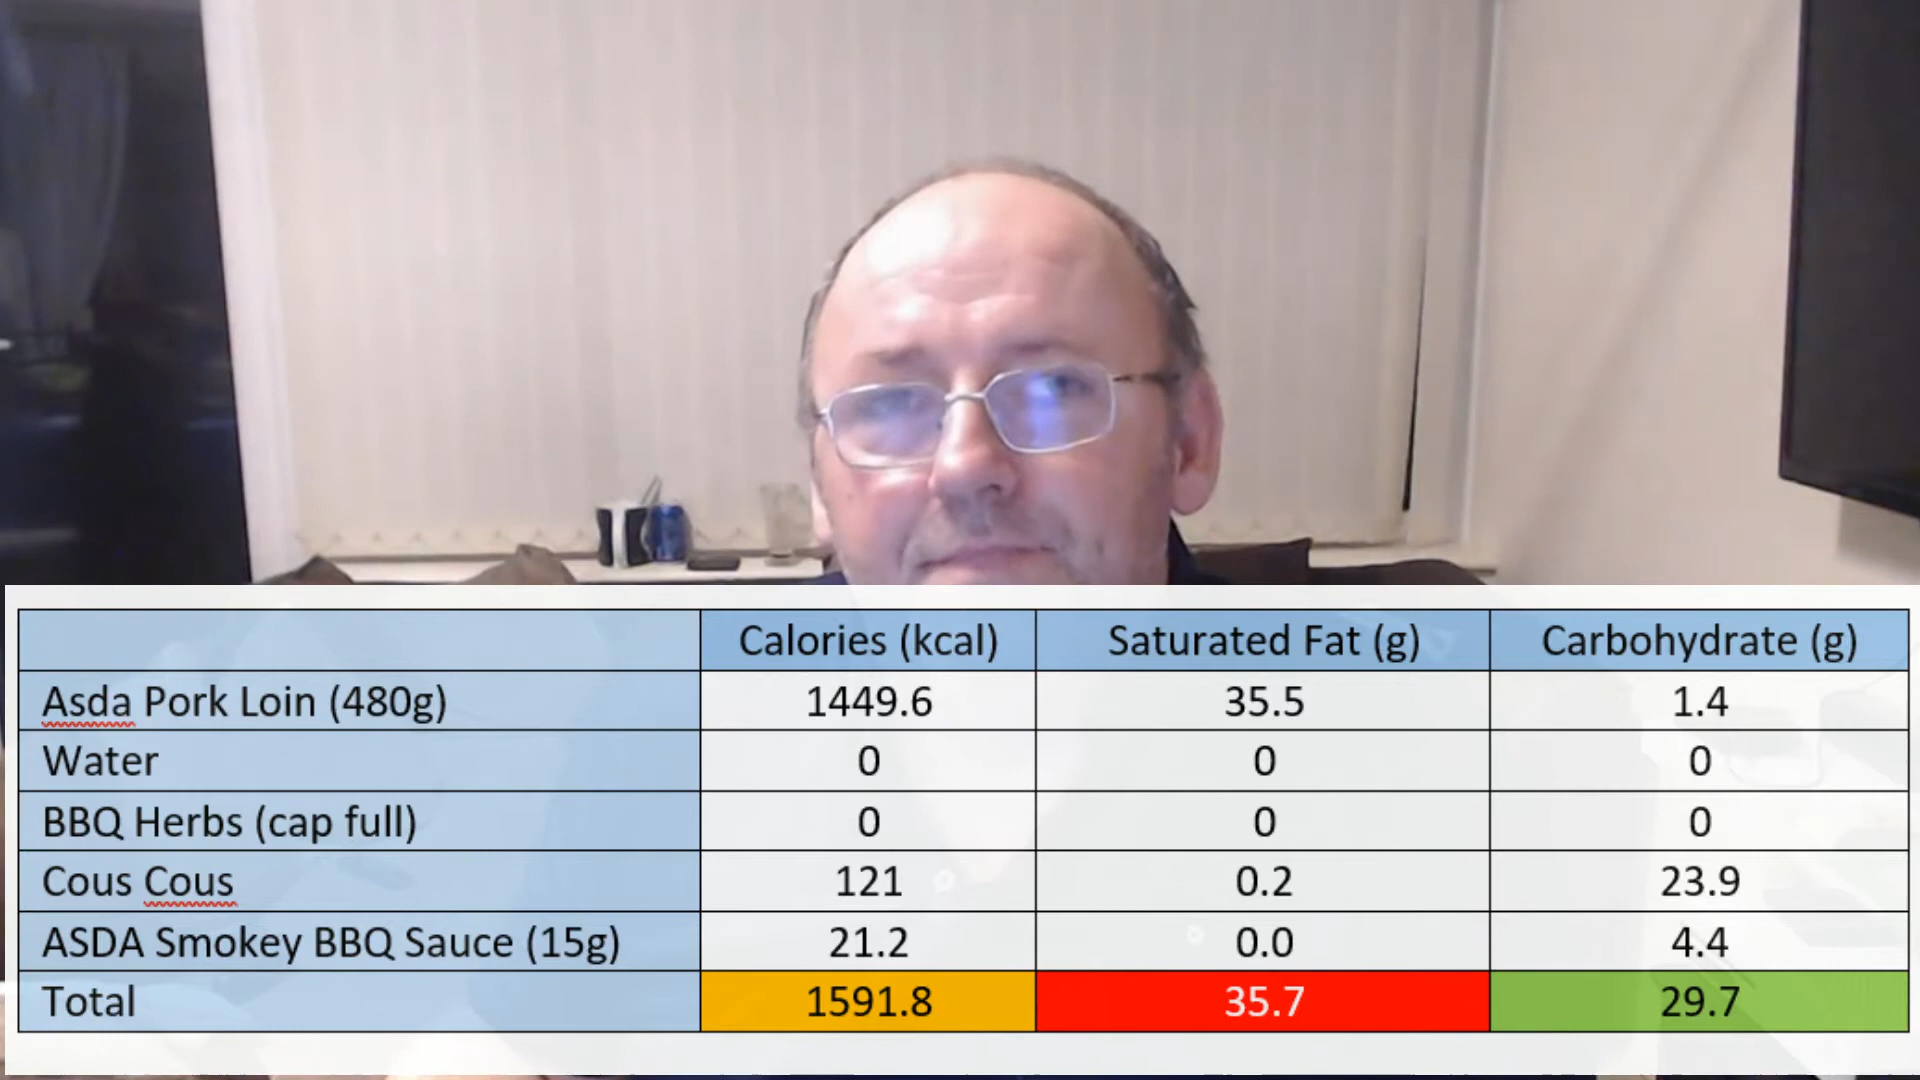 Calories (kcal) Saturated Fat (g) Carbohydrate (g)
Asda Pork Loin (480g) 1449.6 35.5 1.4
Water 0 0 0
BBQ Herbs (cap full) 0 0 0
Cous Cous 121 0.2 23.9
ASDA Smokey BBQ Sauce (15g) 21.2 0.0 4.4
Total 1591.8 35.7 29.7